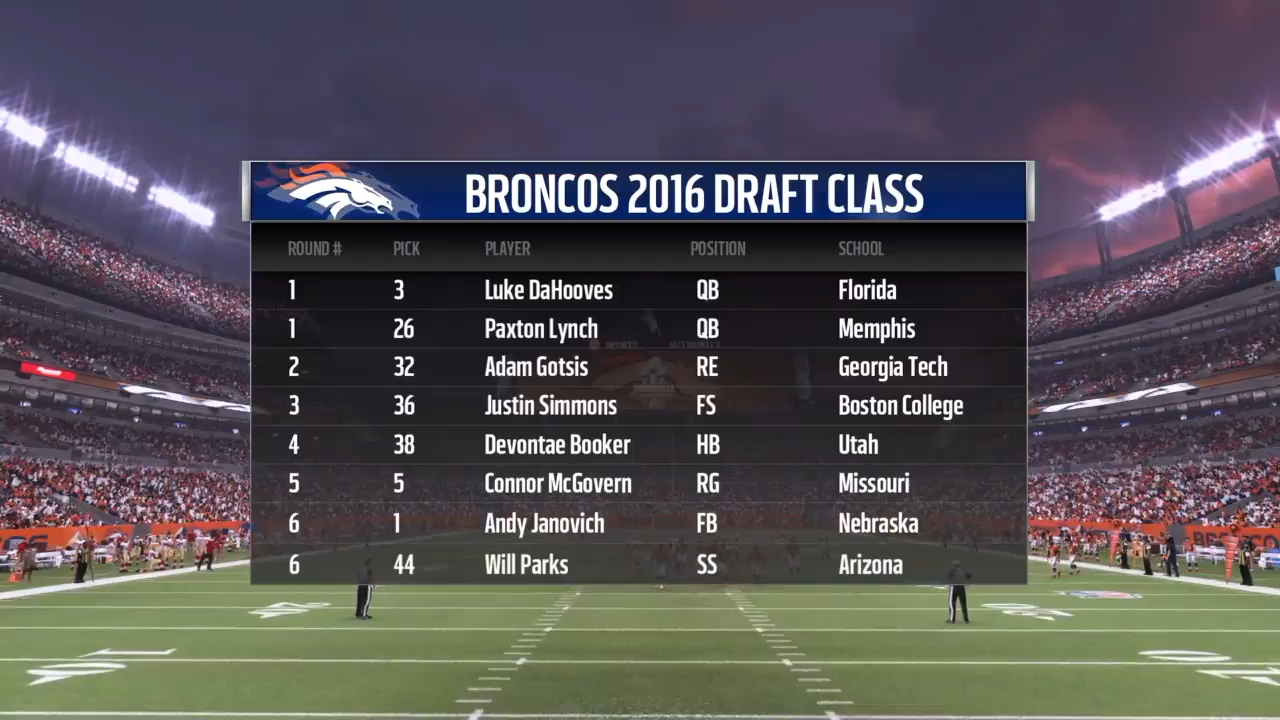 BRONCOS 2016 DRAFT CLASS
ROUND # PICK PLAYER POSITION SCHOOL
1 3 Luke DaHooves QB Florida
1 26 Paxton Lynch QB Memphis
2 32 Adam Gotsis RE Georgia Tech
3 36 Justin Simmons FS Boston College
4 38 Devontae Booker HB Utah
5 5 Connor McGovern RG Missouri
6 1 Andy Janovich FB Nebraska
6 44 Will Parks SS Arizona